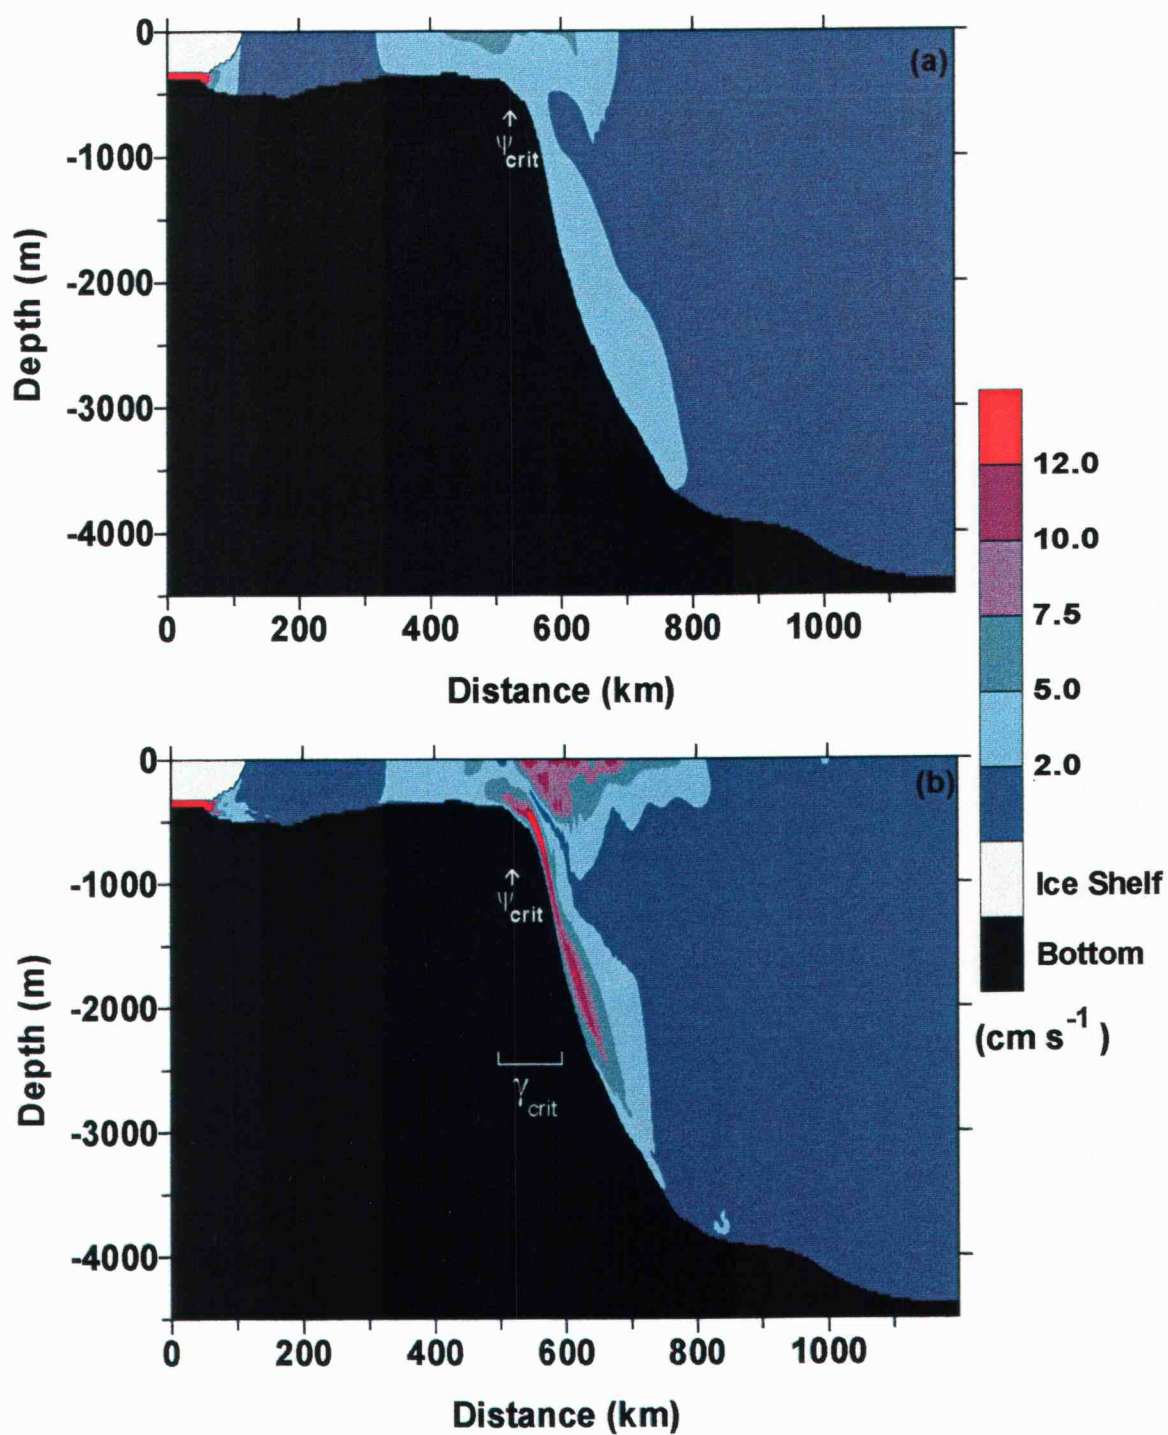 (a)
0
-1000
-2000
-3000
-4000
Depth (m)
ψcrit
0 200 400 600 800 1000
Distance (km)
12.0
10.0
7.5
5.0
2.0
Ice Shelf
Bottom
(cm s-1)
(b)
0
-1000
-2000
-3000
-4000
Depth (m)
ψcrit
γcrit
0 200 400 600 800 1000
Distance (km)